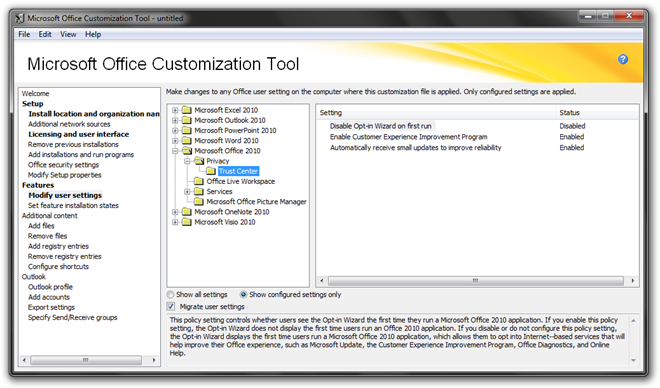 Microsoft Office Customization Tool - untitled
File Edit View Help
Microsoft Office Customization Tool
Welcome
Setup
Install location and organization nan
Additional network sources
Licensing and user interface
Remove previous installations
Add installations and run programs
Office security settings
Modify Setup properties
Features
Modify user settings
Set feature installation states
Additional content
Add files
Remove files
Add registry entries
Remove registry entries
Configure shortcuts
Outlook
Outlook profile
Add accounts
Export settings
Specify Send/Receive groups
Make changes to any Office user setting on the computer where this customization file is applied. Only configured settings are applied.
Microsoft Excel 2010
Microsoft Outlook 2010
Microsoft PowerPoint 2010
Microsoft Word 2010
Microsoft Office 2010
Privacy
Trust Center
Office Live Workspace
Services
Microsoft Office Picture Manager
Microsoft OneNote 2010
Microsoft Visio 2010
Setting Status
Disable Opt-in Wizard on first run Disabled
Enable Customer Experience Improvement Program Enabled
Automatically receive small updates to improve reliability Enabled
Show all settings Show configured settings only
Migrate user settings
This policy setting controls whether users see the Opt-in Wizard the first time they run a Microsoft Office 2010 application. If you enable this policy
setting, the Opt-in Wizard does not display the first time users run an Office 2010 application. If you disable or do not configure this policy setting,
the Opt-in Wizard displays the first time users run a Microsoft Office 2010 application, which allows them to opt into Internet--based services that will
help improve their Office experience, such as Microsoft Update, the Customer Experience Improvement Program, Office Diagnostics, and Online
Help.